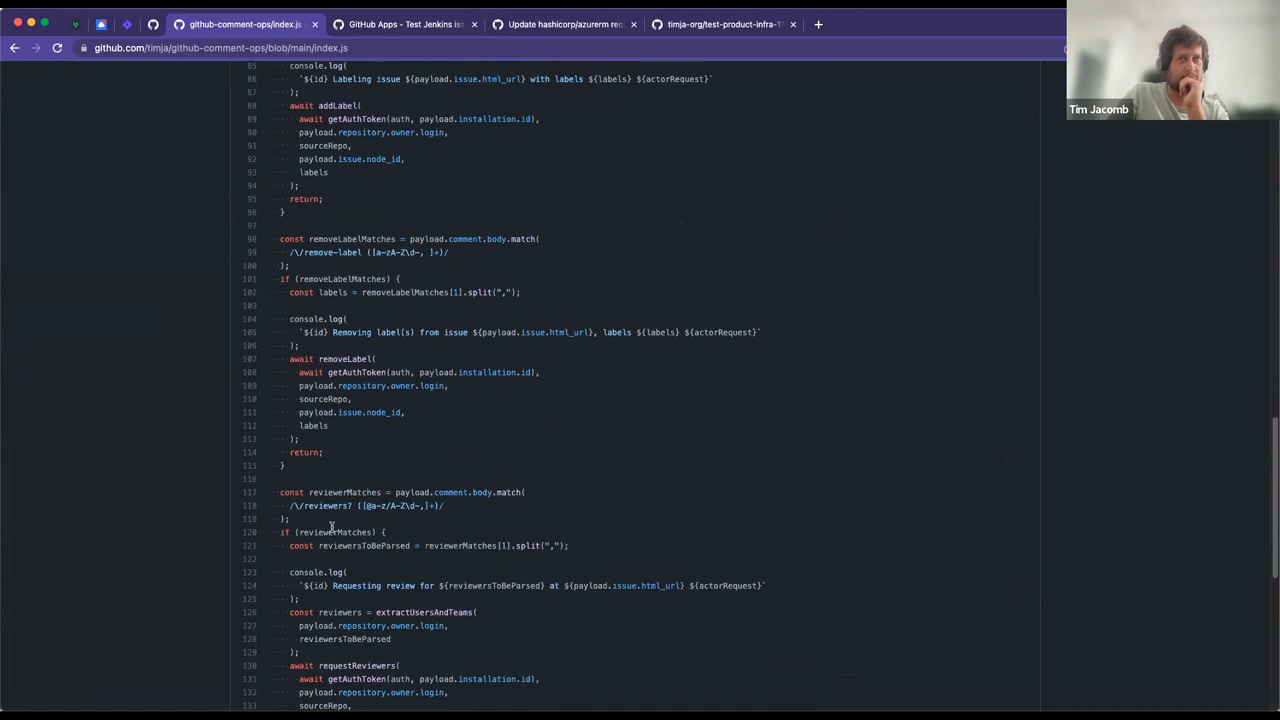 github-comment-ops/index.js
GitHub Apps - Test Jenkins iss
Update hashicorp/azurerm req
timja-org/test-product-infra-1
github.com/timja/github-comment-ops/blob/main/index.js
Tim Jacomb
85 console.log(
86 `${id} Labeling issue ${payload.issue.html_url} with labels ${labels} ${actorRequest}`
87 );
88 await addLabel(
89 await getAuthToken(auth, payload.installation.id),
90 payload.repository.owner.login,
91 sourceRepo,
92 payload.issue.node_id,
93 labels
94 );
95 return;
96 }
97
98 const removeLabelMatches = payload.comment.body.match(
99 /\/remove-label ([a-zA-Z\d-, ]+)/
100 );
101 if (removeLabelMatches) {
102 const labels = removeLabelMatches[1].split(",");
103
104 console.log(
105 `${id} Removing label(s) from issue ${payload.issue.html_url}, labels ${labels} ${actorRequest}`
106 );
107 await removeLabel(
108 await getAuthToken(auth, payload.installation.id),
109 payload.repository.owner.login,
110 sourceRepo,
111 payload.issue.node_id,
112 labels
113 );
114 return;
115 }
116
117 const reviewerMatches = payload.comment.body.match(
118 /\/reviewers? ([@a-z/A-Z\d-,]+)/
119 );
120 if (reviewerMatches) {
121 const reviewersToBeParsed = reviewerMatches[1].split(",");
122
123 console.log(
124 `${id} Requesting review for ${reviewersToBeParsed} at ${payload.issue.html_url} ${actorRequest}`
125 );
126 const reviewers = extractUsersAndTeams(
127 payload.repository.owner.login,
128 reviewersToBeParsed
129 );
130 await requestReviewers(
131 await getAuthToken(auth, payload.installation.id),
132 payload.repository.owner.login,
133 sourceRepo,